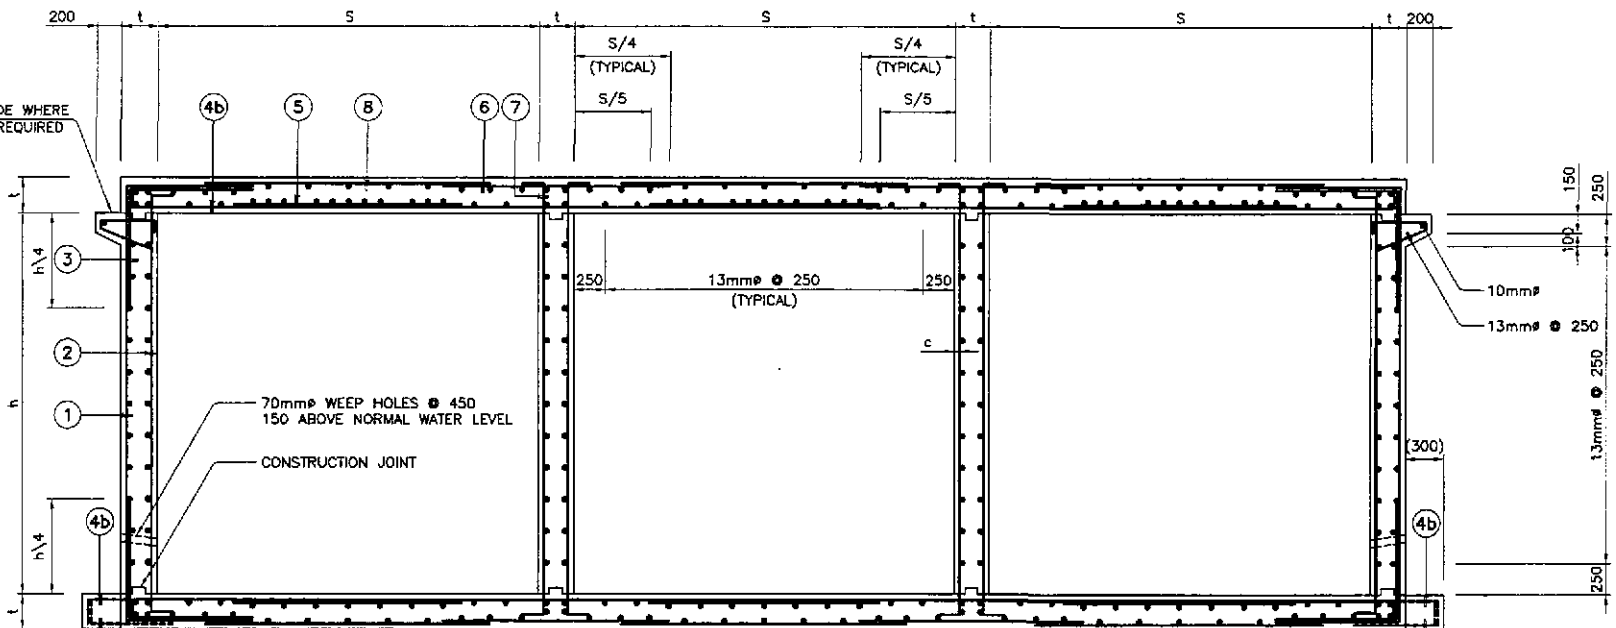 200 t S t S t S t 200
S/4
(TYPICAL)
S/4
(TYPICAL)
S/5
S/5
DE WHERE
REQUIRED
4b 5 8 6 7
t
h\4
3
2
1
h
h\4
t
4b
250 13mmø @ 250 250
(TYPICAL)
c
70mmø WEEP HOLES @ 450
150 ABOVE NORMAL WATER LEVEL
CONSTRUCTION JOINT
150
250
100
10mmø
13mmø @ 250
13mmø @ 250
(300)
4b
250